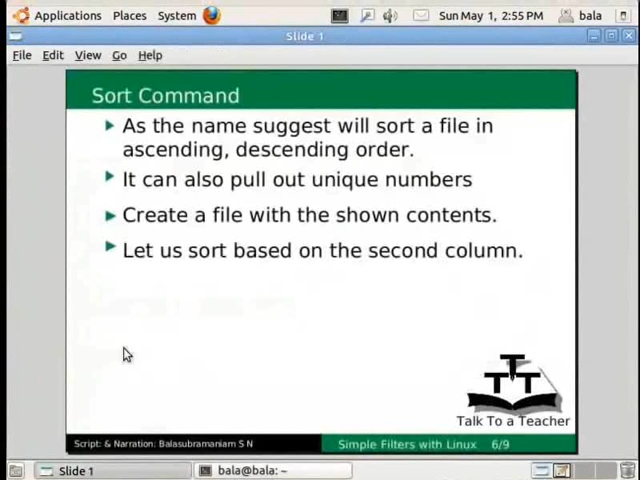 Applications Places System Sun May 1, 2:55 PM bala
Slide 1
File Edit View Go Help
Sort Command
As the name suggest will sort a file in
ascending, descending order.
It can also pull out unique numbers
Create a file with the shown contents.
Let us sort based on the second column.
T
T T
Talk To a Teacher
Script: & Narration: Balasubramaniam S N Simple Filters with Linux 6/9
Slide 1 bala@bala: ~